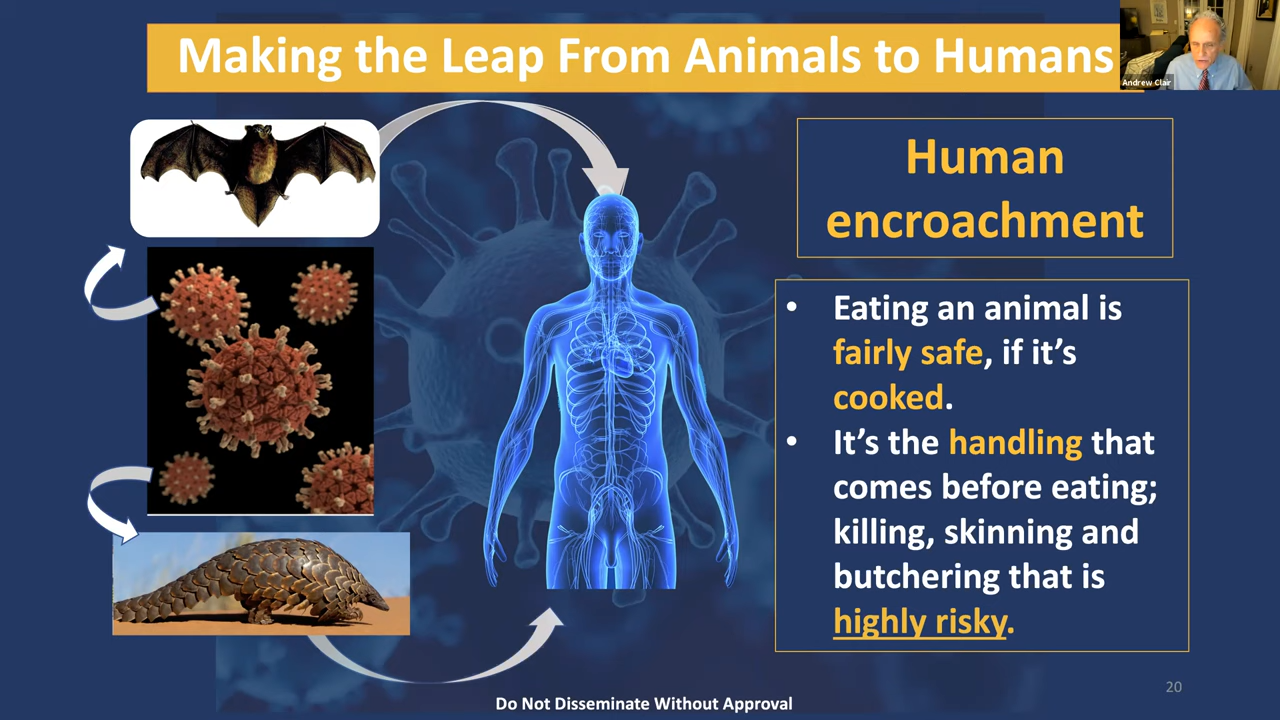 Making the Leap From Animals to Humans
Andrew Clair
Human
encroachment
• Eating an animal is
fairly safe, if it’s
cooked.
• It’s the handling that
comes before eating;
killing, skinning and
butchering that is
highly risky.
20
Do Not Disseminate Without Approval